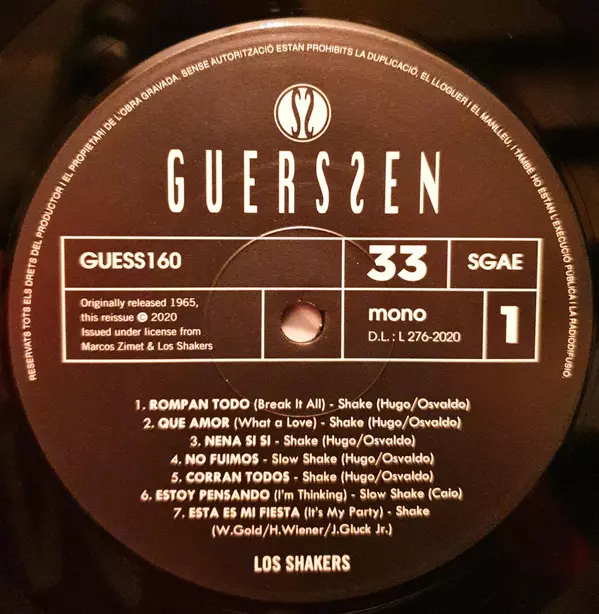 RESERVATS TOTS ELS DRETS DEL PRODUCTOR I EL PROPIETARI DE L'OBRA GRAVADA. SENSE AUTORITZACIÓ ESTAN PROHIBITS LA DUPLICACIÓ, EL LLOGUER I EL MANLLEU, I TAMBÉ HO ESTAN L'EXECUCIÓ PÚBLICA I LA RADIODIFUSIÓ.
GUERSSEN
GUESS160
33
SGAE
Originally released 1965,
this reissue © 2020
Issued under license from
Marcos Zimet & Los Shakers
mono
D.L.: L 276-2020
1
1. ROMPAN TODO (Break It All) - Shake (Hugo/Osvaldo)
2. QUE AMOR (What a Love) - Shake (Hugo/Osvaldo)
3. NENA SI SI - Shake (Hugo/Osvaldo)
4. NO FUIMOS - Slow Shake (Hugo/Osvaldo)
5. CORRAN TODOS - Shake (Hugo/Osvaldo)
6. ESTOY PENSANDO (I'm Thinking) - Slow Shake (Caio)
7. ESTA ES MI FIESTA (It's My Party) - Shake
(W.Gold/H.Wiener/J.Gluck Jr.)
LOS SHAKERS